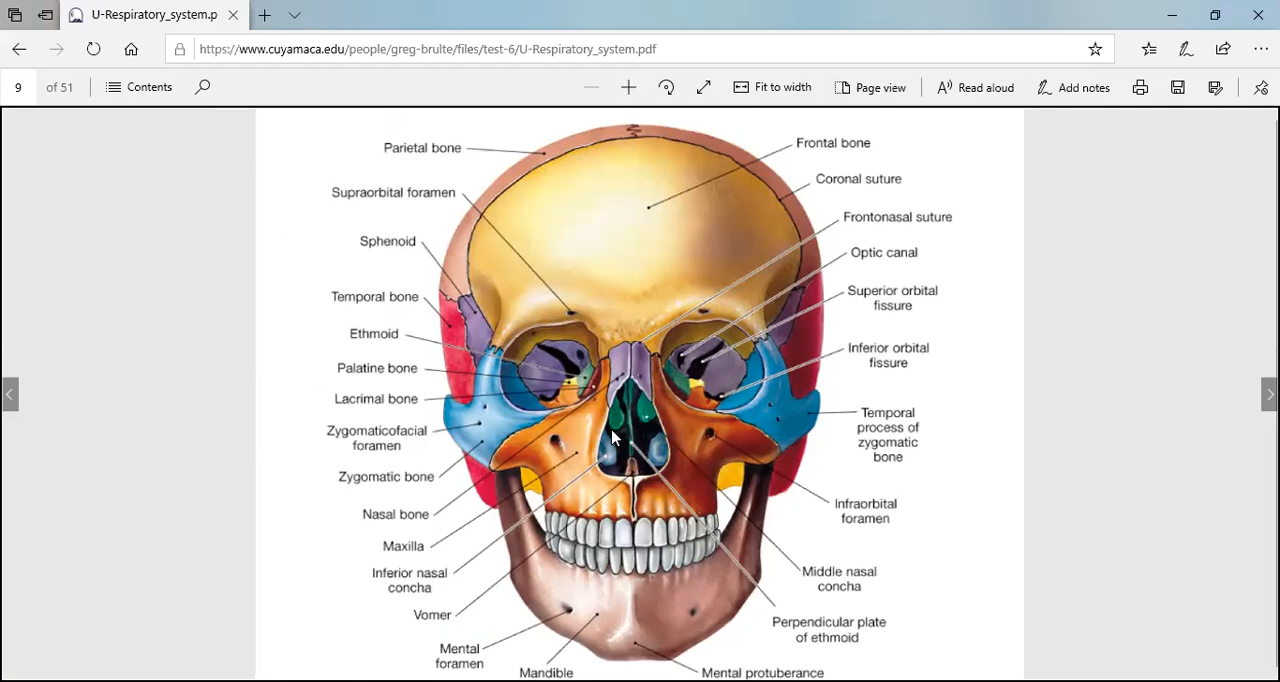 U-Respiratory_system.p
https://www.cuyamaca.edu/people/greg-brulte/files/test-6/U-Respiratory_system.pdf
9 of 51 Contents Fit to width Page view Read aloud Add notes
Parietal bone
Supraorbital foramen
Sphenoid
Temporal bone
Ethmoid
Palatine bone
Lacrimal bone
Zygomaticofacial
foramen
Zygomatic bone
Nasal bone
Maxilla
Inferior nasal
concha
Vomer
Mental
foramen
Mandible
Frontal bone
Coronal suture
Frontonasal suture
Optic canal
Superior orbital
fissure
Inferior orbital
fissure
Temporal
process of
zygomatic
bone
Infraorbital
foramen
Middle nasal
concha
Perpendicular plate
of ethmoid
Mental protuberance